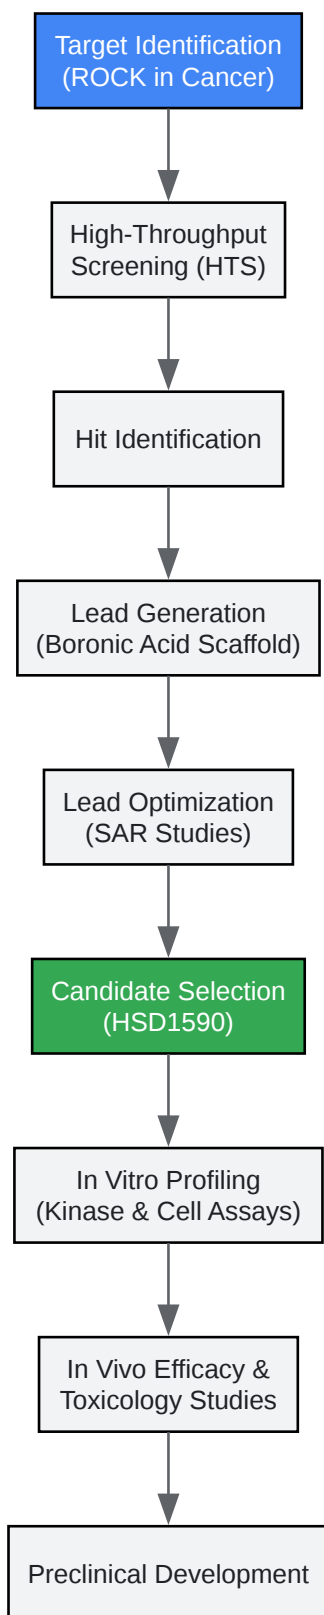 Target Identification
(ROCK in Cancer)
High-Throughput
Screening (HTS)
Hit Identification
Lead Generation
(Boronic Acid Scaffold)
Lead Optimization
(SAR Studies)
Candidate Selection
(HSD1590)
In Vitro Profiling
(Kinase & Cell Assays)
In Vivo Efficacy &
Toxicology Studies
Preclinical Development